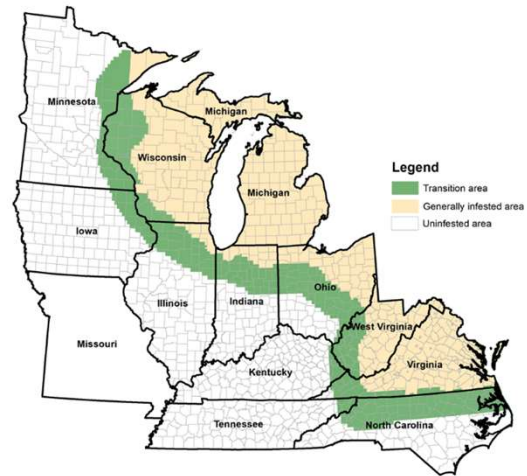 Minnesota
Michigan
Wisconsin
Michigan
Legend
Transition area
Generally infested area
Uninfested area
Iowa
Ohio
Illinois
Indiana
West Virginia
Missouri
Virginia
Kentucky
Tennessee
North Carolina